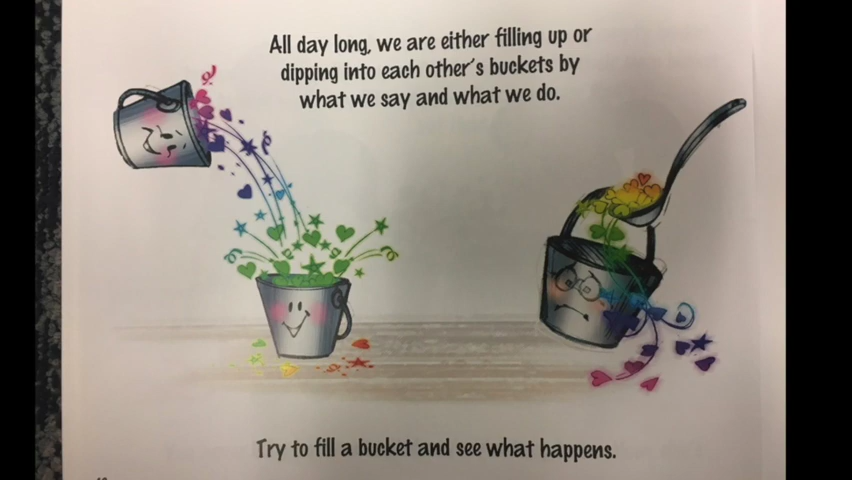 All day long, we are either filling up or
dipping into each other's buckets by
what we say and what we do.
Try to fill a bucket and see what happens.